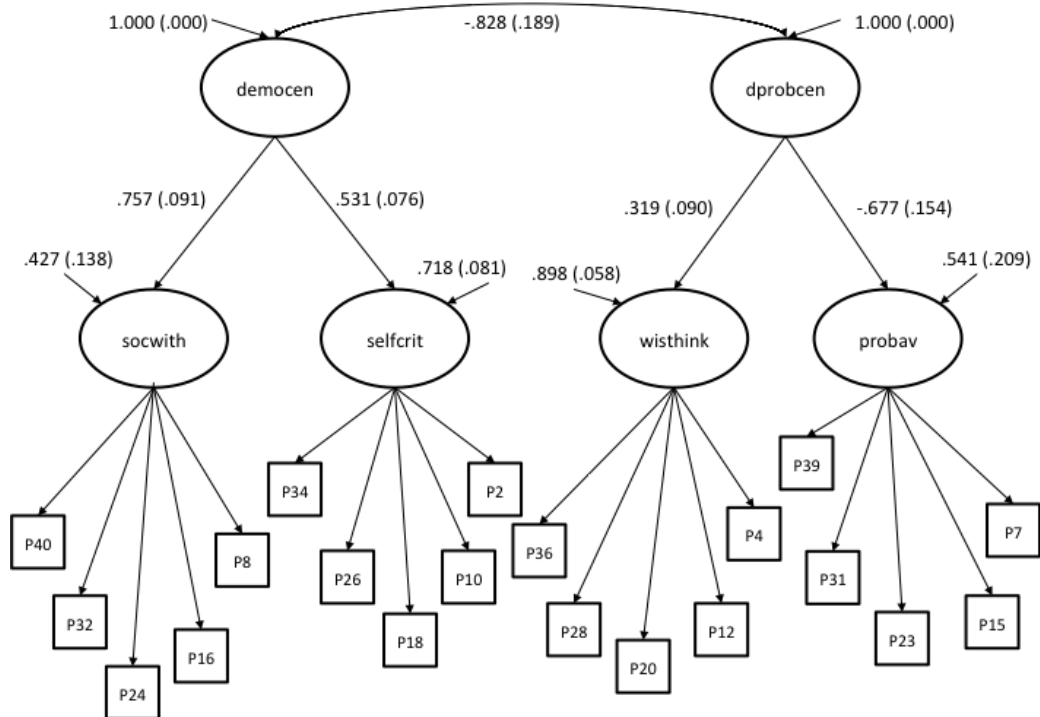 1.000 (.000)
-.828 (.189)
1.000 (.000)
democen
dprobcen
.757 (.091)
.531 (.076)
.319 (.090)
-.677 (.154)
.427 (.138)
.718 (.081)
.898 (.058)
.541 (.209)
socwith
selfcrit
wisthink
probav
P40
P32
P24
P16
P8
P34
P26
P18
P10
P2
P36
P28
P20
P12
P4
P39
P31
P23
P15
P7